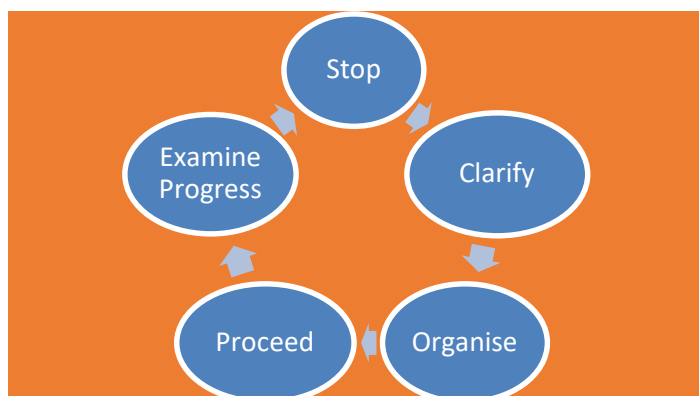 Stop
Clarify
Organise
Proceed
Examine
Progress